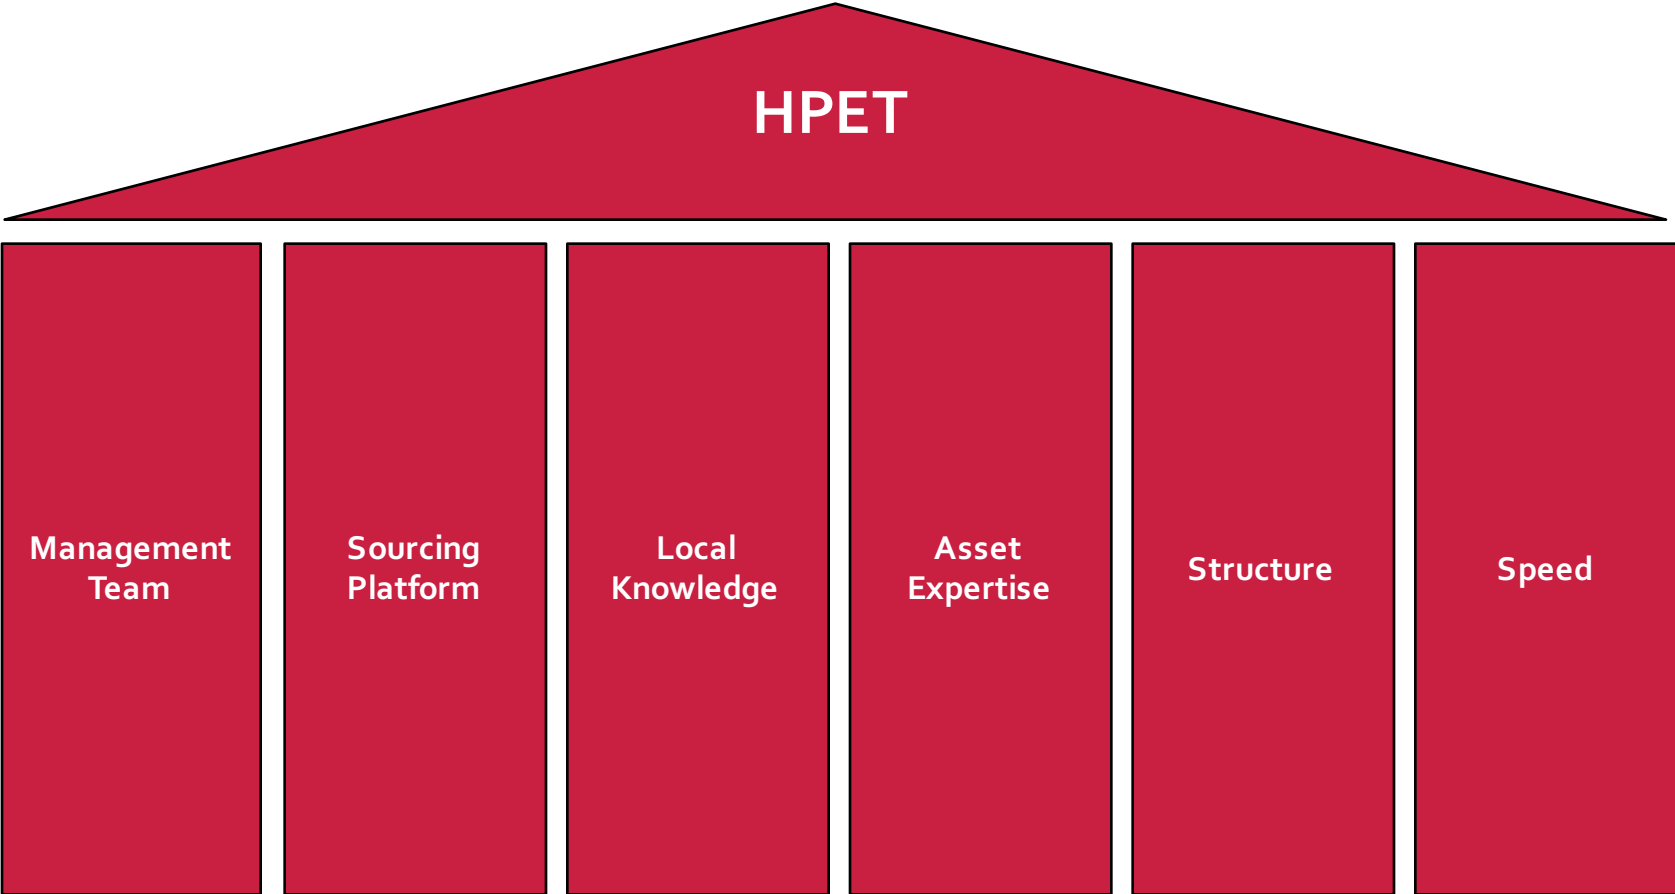 HPET
Management
Team
Sourcing
Platform
Local
Knowledge
Asset
Expertise
Structure
Speed